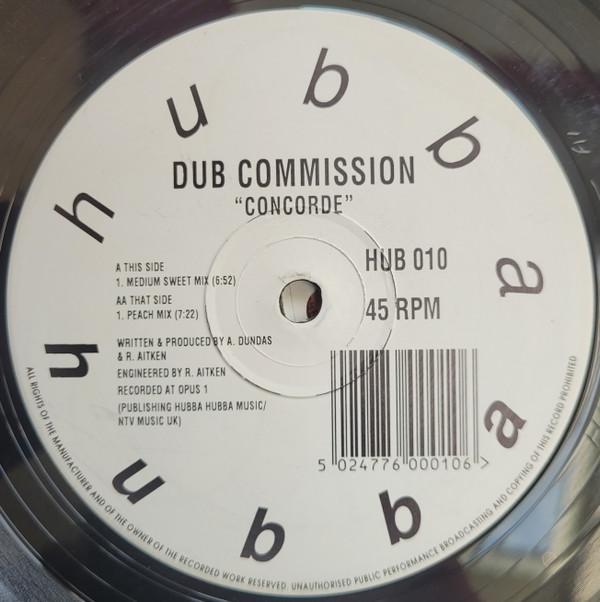 hubba hubba
DUB COMMISSION
“CONCORDE”
A THIS SIDE
1. MEDIUM SWEET MIX (6:52)
AA THAT SIDE
1. PEACH MIX (7:22)
WRITTEN & PRODUCED BY A. DUNDAS
& R. AITKEN
ENGINEERED BY R. AITKEN
RECORDED AT OPUS 1
(PUBLISHING HUBBA HUBBA MUSIC/
NTV MUSIC UK)
HUB 010
45 RPM
5 024776 000106 >
ALL RIGHTS OF THE MANUFACTURER AND OF THE OWNER OF THE RECORDED WORK RESERVED. UNAUTHORISED PUBLIC PERFORMANCE BROADCASTING AND COPYING OF THIS RECORD PROHIBITED